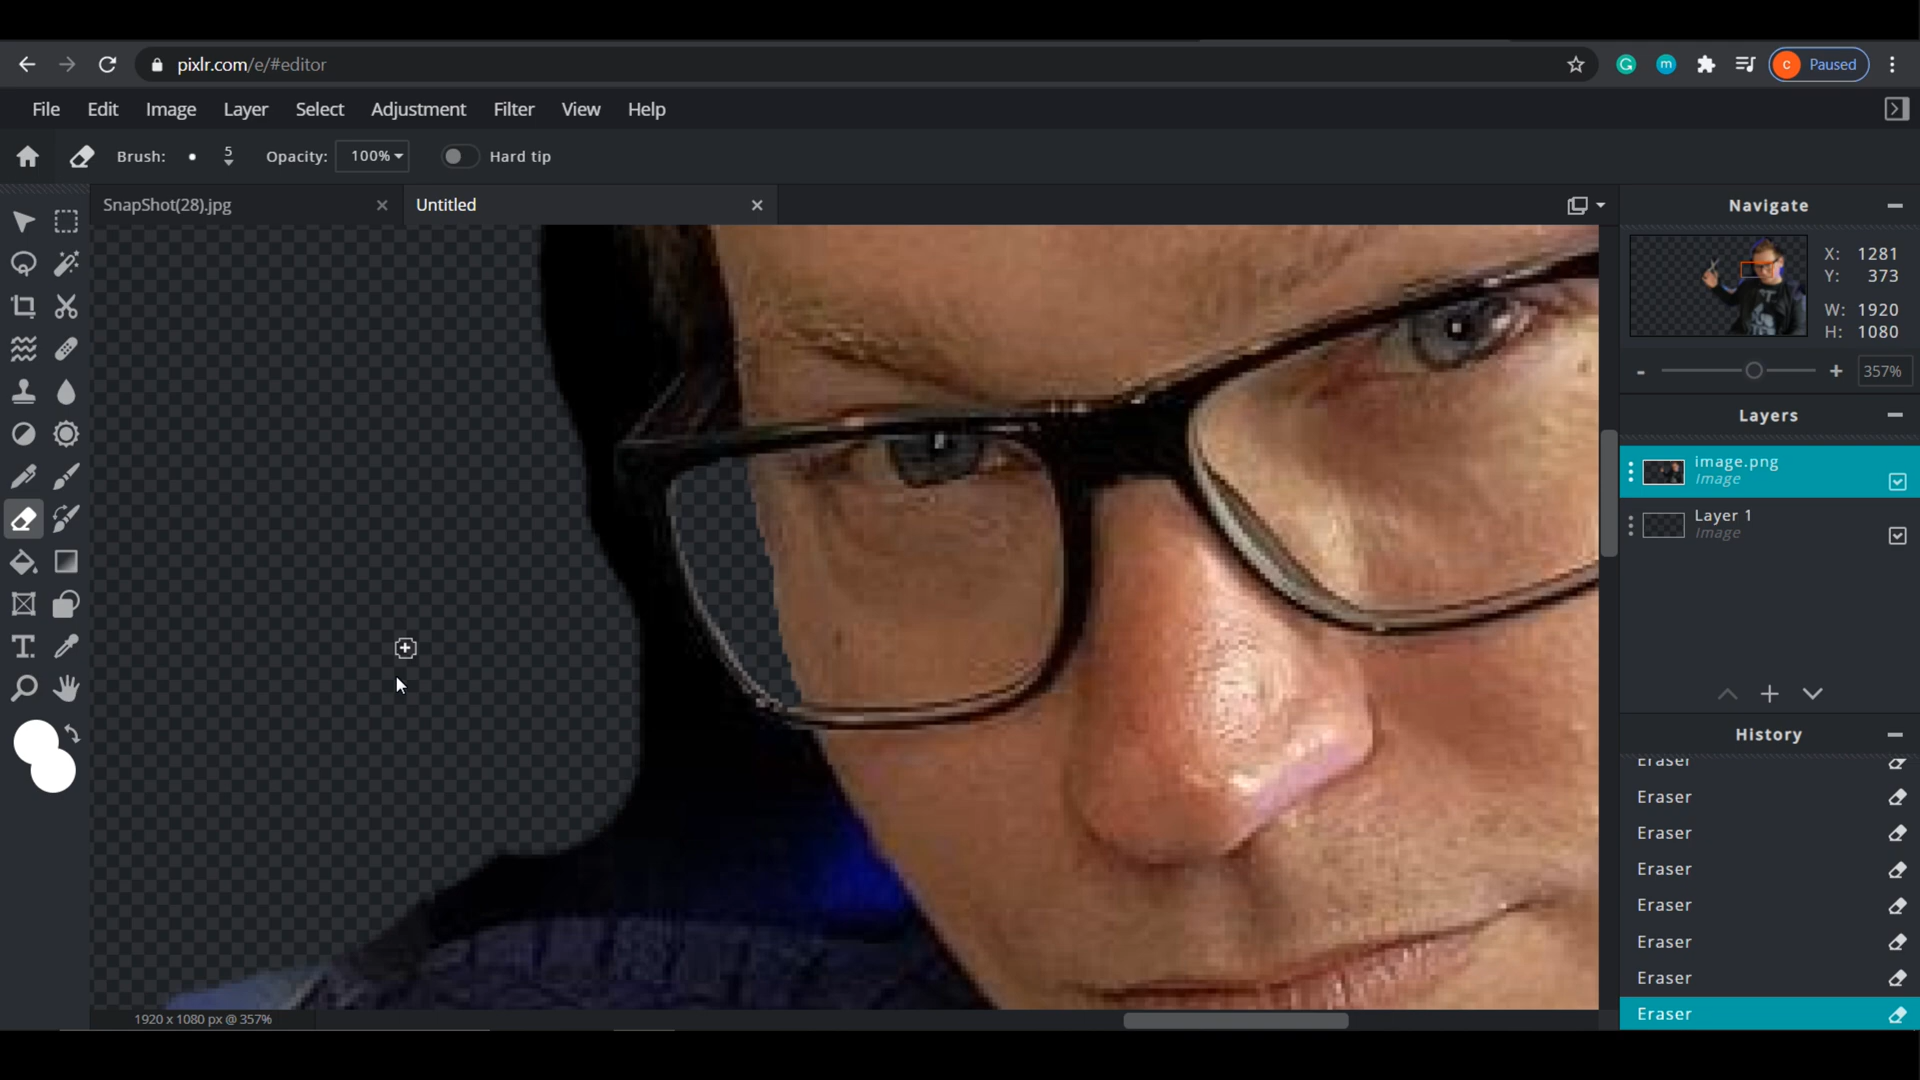 pixlr.com/e/#editor
C Paused
File Edit Image Layer Select Adjustment Filter View Help
Brush: 5 Opacity: 100% Hard tip
SnapShot(28).jpg
Untitled
Navigate
X: 1281
Y: 373
W: 1920
H: 1080
- + 357%
Layers
image.png
Image
Layer 1
Image
History
Eraser
Eraser
Eraser
Eraser
Eraser
Eraser
Eraser
Eraser
1920 x 1080 px @ 357%